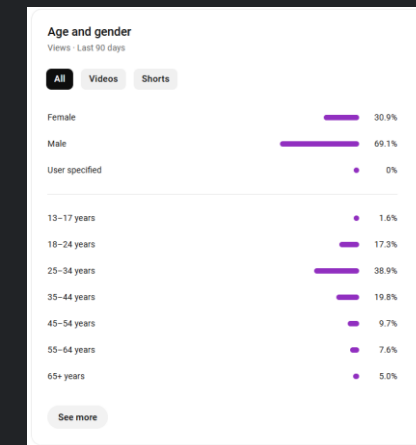 Age and gender
Views · Last 90 days
All Videos Shorts
Female 30.9%
Male 69.1%
User specified 0%
13–17 years 1.6%
18–24 years 17.3%
25–34 years 38.9%
35–44 years 19.8%
45–54 years 9.7%
55–64 years 7.6%
65+ years 5.0%
See more